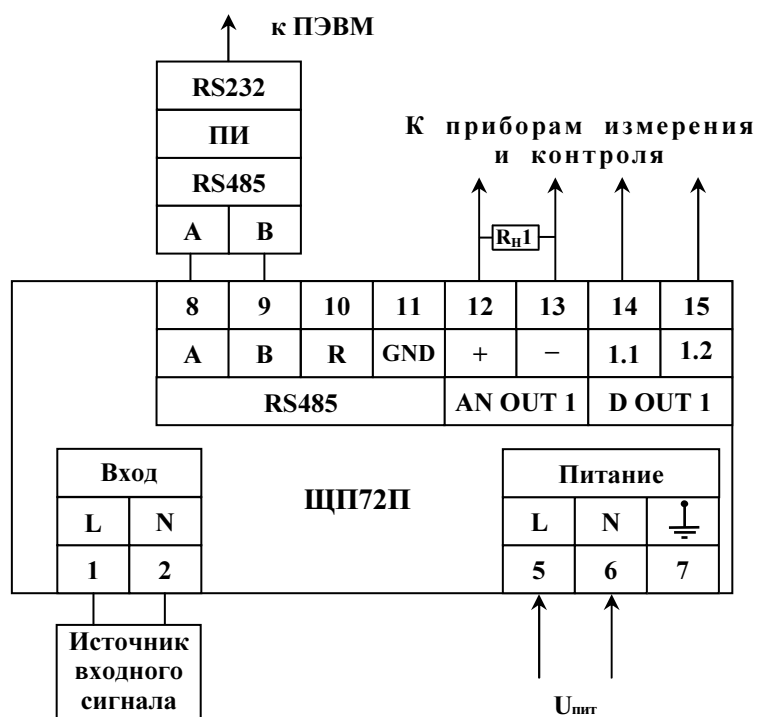 к ПЭВМ
RS232
ПИ
RS485
A B
К приборам измерения
и контроля
Rн1
8 9 10 11 12 13 14 15
A B R GND + − 1.1 1.2
RS485 AN OUT 1 D OUT 1
Вход
L N
1 2
ЩП72П
Питание
L N
5 6 7
Источник
входного
сигнала
Uпит